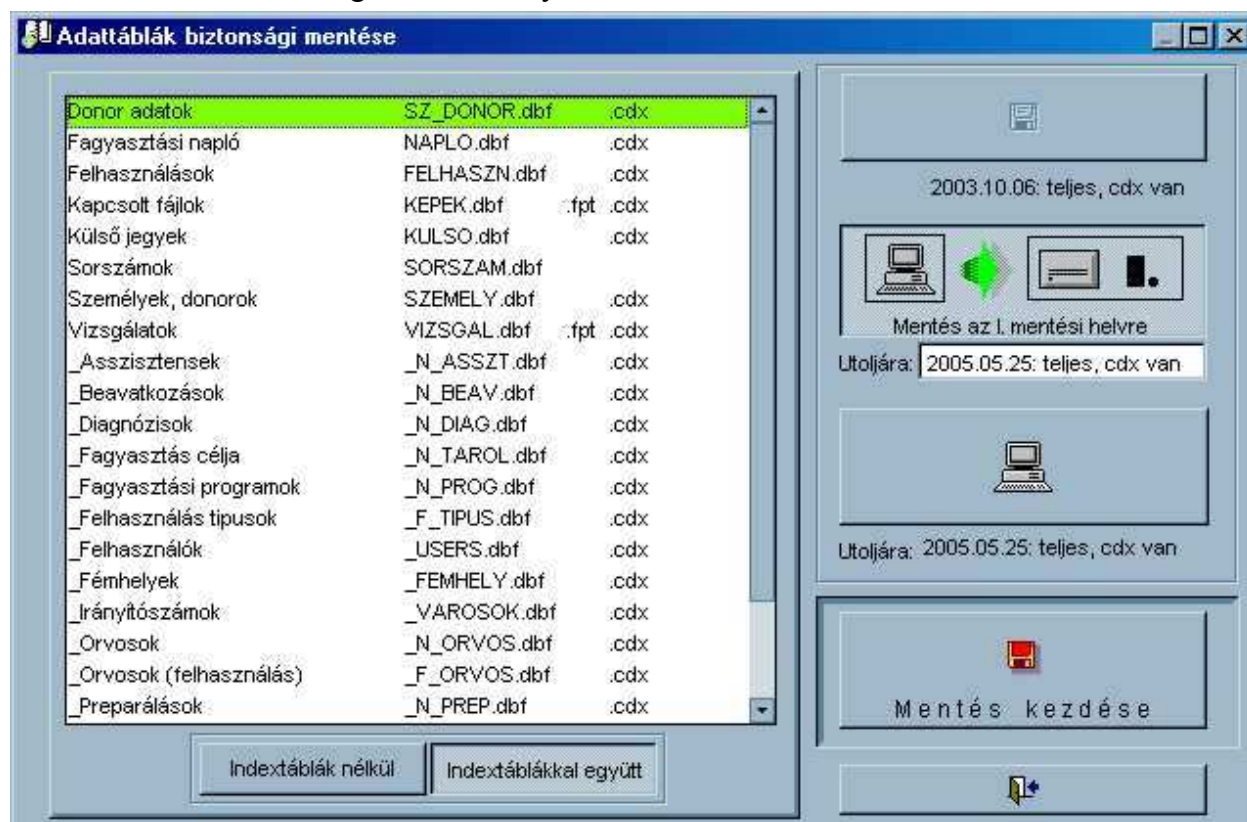 Adattáblák biztonsági mentése
Donor adatok SZ_DONOR.dbf .cdx
Fagyasztási napló NAPLO.dbf .cdx
Felhasználások FELHASZN.dbf .cdx
Kapcsolt fájlok KEPEK.dbf .fpt .cdx
Külső jegyek KULSO.dbf .cdx
Sorszámok SORSZAM.dbf
Személyek, donorok SZEMELY.dbf .cdx
Vizsgálatok VIZSGAL.dbf .fpt .cdx
_Asszisztensek _N_ASSZT.dbf .cdx
_Beavatkozások _N_BEAV.dbf .cdx
_Diagnózisok _N_DIAG.dbf .cdx
_Fagyasztás célja _N_TAROL.dbf .cdx
_Fagyasztási programok _N_PROG.dbf .cdx
_Felhasználás tipusok _F_TIPUS.dbf .cdx
_Felhasználók _USERS.dbf .cdx
_Fémhelyek _FEMHELY.dbf .cdx
_Irányítószámok _VAROSOK.dbf .cdx
_Orvosok _N_ORVOS.dbf .cdx
_Orvosok (felhasználás) _F_ORVOS.dbf .cdx
_Preparálások _N_PREP.dbf .cdx
Indextáblák nélkül Indextáblákkal együtt
2003.10.06: teljes, cdx van
I.
Mentés az I. mentési helyre
Utoljára: 2005.05.25: teljes, cdx van
Utoljára: 2005.05.25: teljes, cdx van
Mentés kezdése